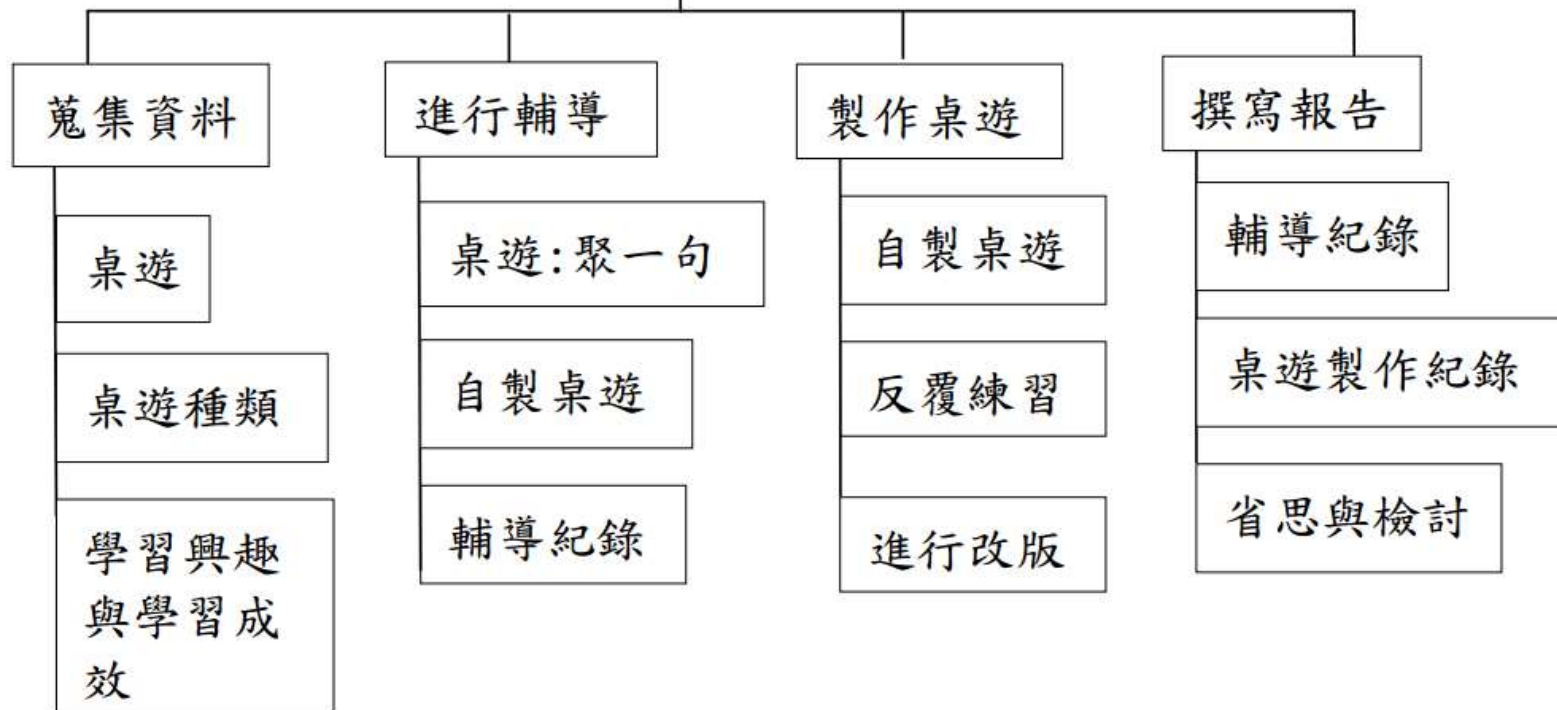 蒐集資料
進行輔導
製作桌遊
撰寫報告
桌遊
桌遊種類
學習興趣
與學習成
效
桌遊:聚一句
自製桌遊
輔導紀錄
自製桌遊
反覆練習
進行改版
輔導紀錄
桌遊製作紀錄
省思與檢討